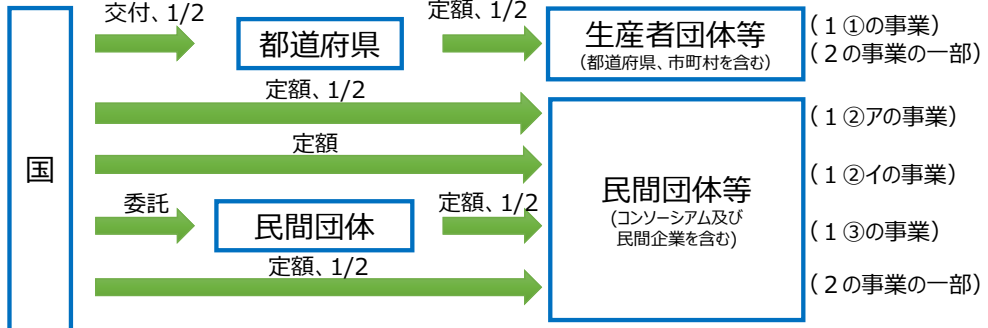 交付、1/2
定額、1/2
都道府県
生産者団体等
(都道府県、市町村を含む)
（１①の事業）
（２の事業の一部）
定額、1/2
（１②アの事業）
国
定額
（１②イの事業）
委託
民間団体
定額、1/2
民間団体等
(コンソーシアム及び
民間企業を含む)
（１③の事業）
定額、1/2
（２の事業の一部）